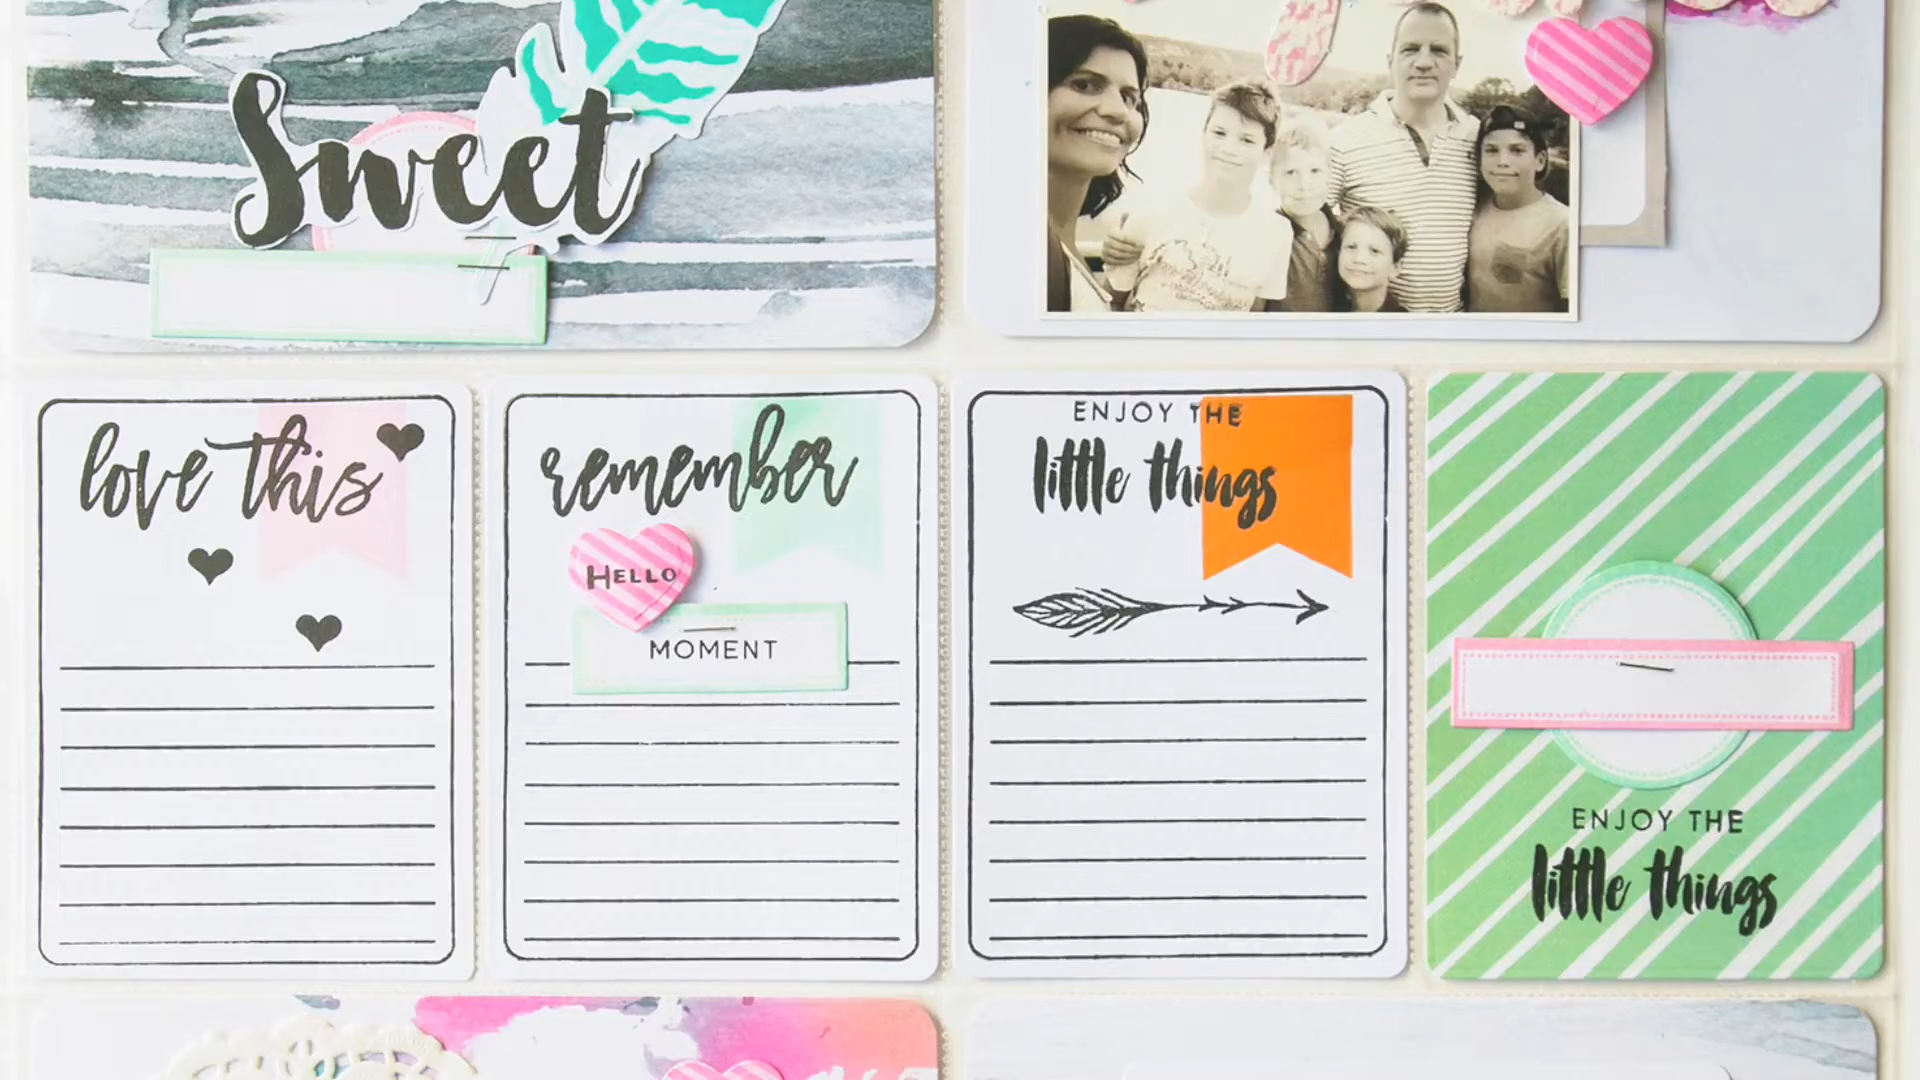 Sweet
love this
remember
HELLO
MOMENT
ENJOY THE
little things
ENJOY THE
little things